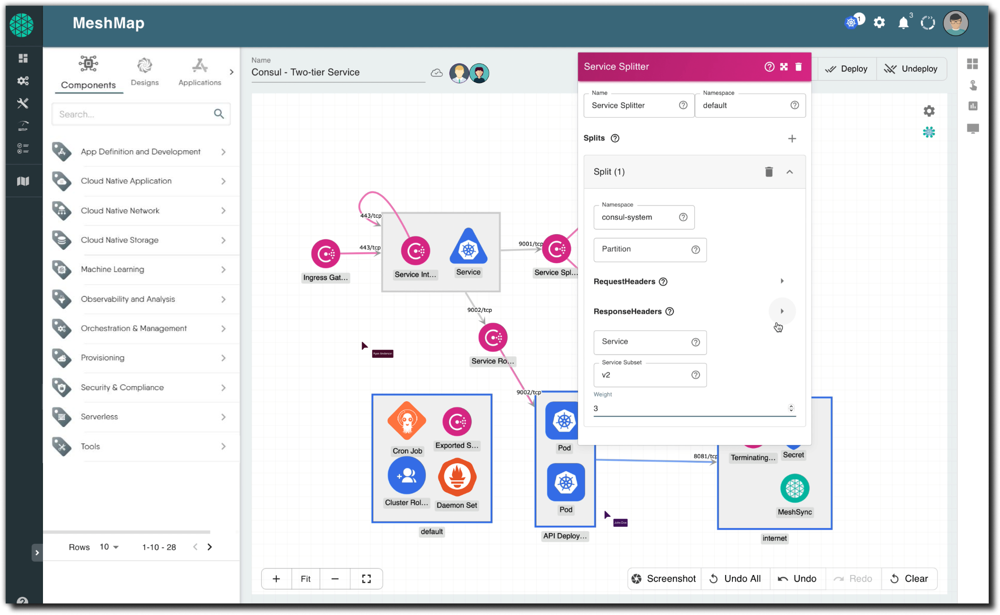 MeshMap
1
3
SMP
Components
Designs
Applications
Search...
App Definition and Development
Cloud Native Application
Cloud Native Network
Cloud Native Storage
Machine Learning
Observability and Analysis
Orchestration & Management
Provisioning
Security & Compliance
Serverless
Tools
Rows 10 1-10 - 28
Name
Consul - Two-tier Service
Deploy
Undeploy
443/tcp
443/tcp
Ingress Gat...
Service Int...
Service
9001/tcp
Service Spl...
9002/tcp
Service Ro...
Ryan Anderson
9002/tcp
Cron Job
Exported S...
Cluster Rol...
Daemon Set
default
Pod
Pod
API Deploy...
John Doe
8081/tcp
Terminating...
Secret
MeshSync
internet
Service Splitter
Name
Service Splitter
Namespace
default
Splits
Split (1)
Namespace
consul-system
Partition
RequestHeaders
ResponseHeaders
Service
Service Subset
v2
Weight
3
Fit
Screenshot
Undo All
Undo
Redo
Clear